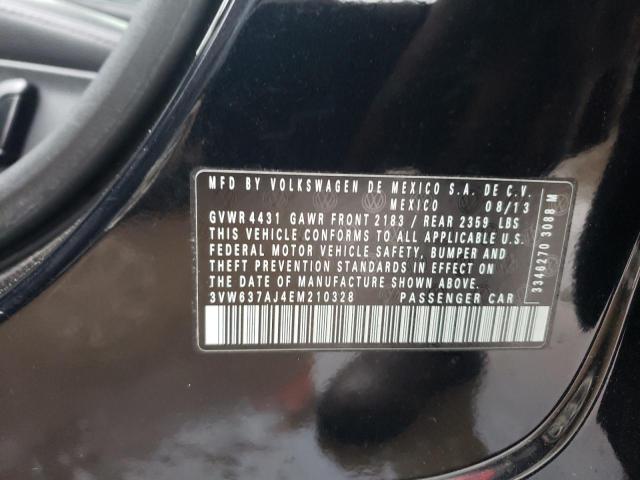 MFD BY VOLKSWAGEN DE MEXICO S.A. DE C.V.
MEXICO 08/13
GVWR 4431 GAWR FRONT 2183 / REAR 2359 LBS
THIS VEHICLE CONFORMS TO ALL APPLICABLE U.S.
FEDERAL MOTOR VEHICLE SAFETY, BUMPER AND
THEFT PREVENTION STANDARDS IN EFFECT ON
THE DATE OF MANUFACTURE SHOWN ABOVE.
3VW637AJ4EM210328 PASSENGER CAR
3346270 3088 M